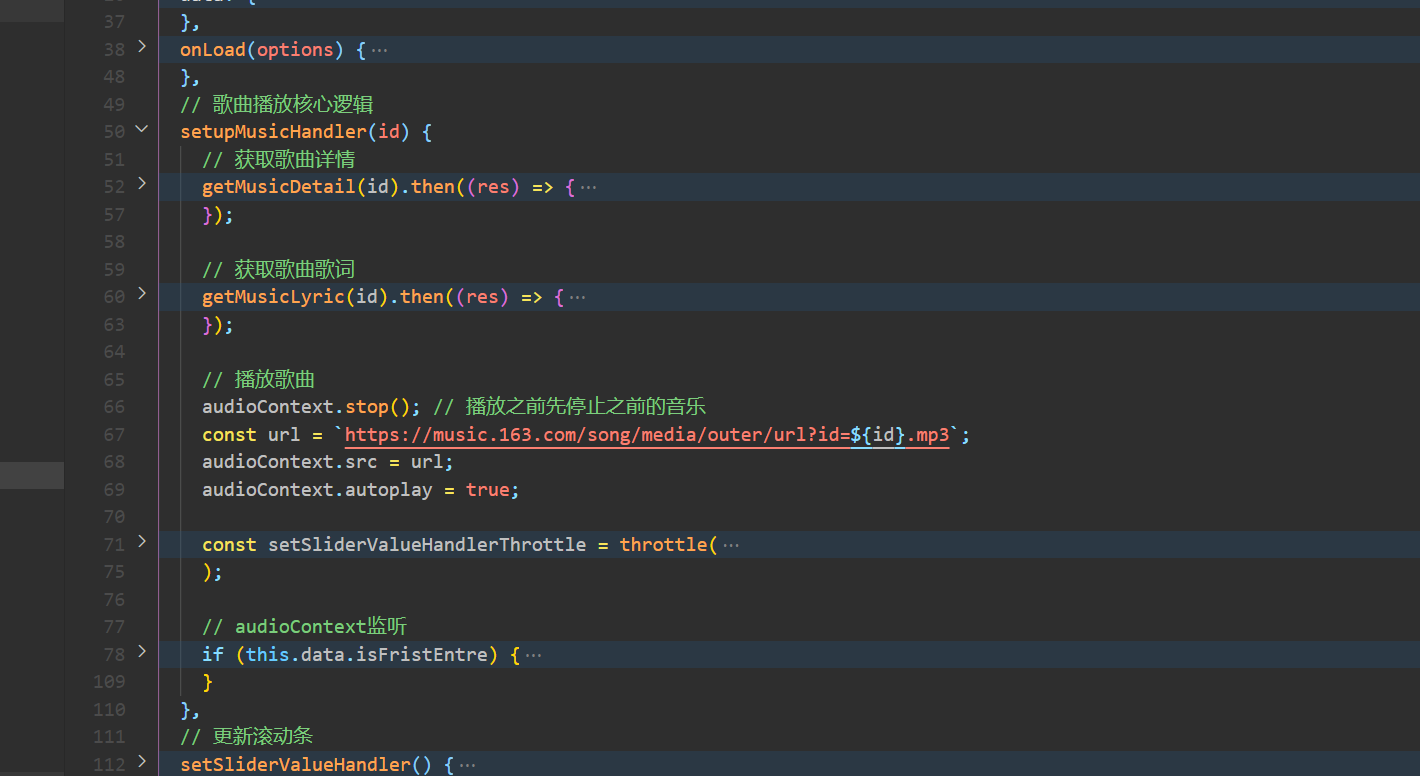 37 },
38 onLoad(options) { ···
48 },
49 // 歌曲播放核心逻辑
50 setupMusicHandler(id) {
51 // 获取歌曲详情
52 getMusicDetail(id).then((res) => { ···
57 });
58
59 // 获取歌曲歌词
60 getMusicLyric(id).then((res) => { ···
63 });
64
65 // 播放歌曲
66 audioContext.stop(); // 播放之前先停止之前的音乐
67 const url = `https://music.163.com/song/media/outer/url?id=${id}.mp3`;
68 audioContext.src = url;
69 audioContext.autoplay = true;
70
71 const setSliderValueHandlerThrottle = throttle( ···
75 );
76
77 // audioContext监听
78 if (this.data.isFristEntre) { ···
109 }
110 },
111 // 更新滚动条
112 setSliderValueHandler() { ···